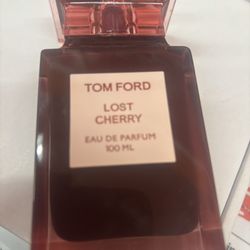 TOM FORD
LOST
CHERRY
EAU DE PARFUM
100 ML